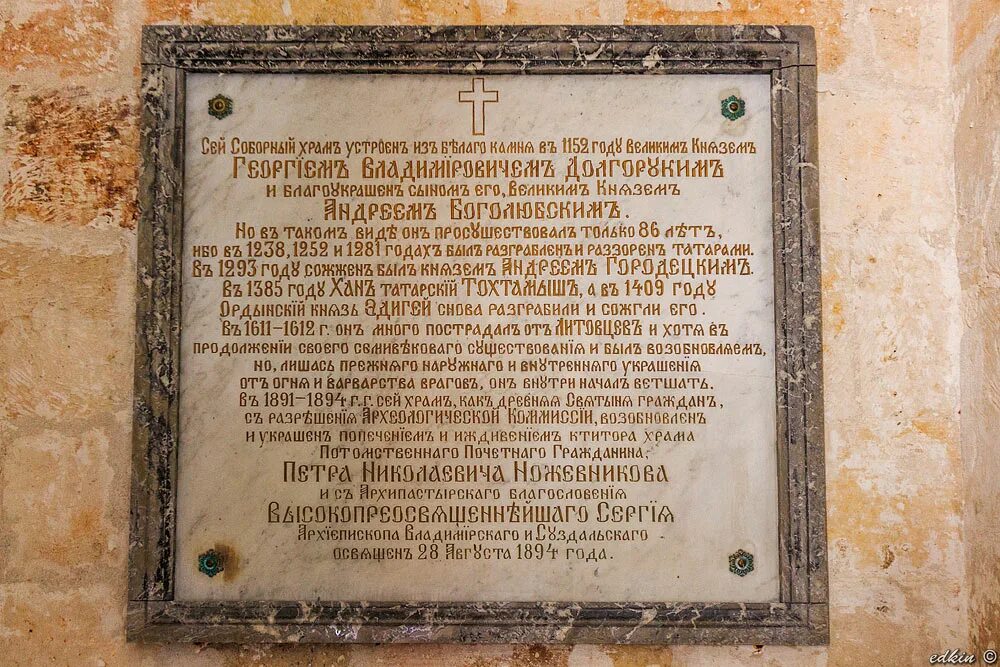 Сей Соборный храмъ устроенъ изъ бѣлаго камня въ 1152 году великимъ Княземъ
Георгіемъ Владиміровичемъ Долгорукимъ
и благоукрашенъ сыномъ его, Великимъ Княземъ
Андреемъ Боголюбскимъ.
Но въ такомъ видѣ онъ просуществовалъ только 86 лѣтъ,
ибо въ 1238, 1252 и 1281 годахъ былъ разграбленъ и раззоренъ татарами.
Въ 1293 году сожженъ былъ княземъ Андреемъ Городецкимъ.
Въ 1385 году Ханъ татарскій Тохтамышъ, а въ 1409 году
Ордынскій князь Эдигей снова разграбили и сожгли его.
Въ 1611–1612 г. онъ много пострадалъ отъ Литовцевъ и хотя въ
продолженіи своего семивѣковаго существованія и былъ возобновляемъ,
но, лишась прежняго наружнаго и внутренняго украшенія
отъ огня и варварства враговъ, онъ внутри началъ ветшать.
Въ 1891–1894 г.г. сей храмъ, какъ древняя Святыня гражданъ,
съ разрѣшенія Археологической Коммиссіи, возобновленъ
и украшенъ попеченіемъ и иждивеніемъ ктитора храма
Потомственнаго Почетнаго Гражданина,
Петра Николаевича Ножевникова
и съ Архипастырскаго благословенія
Высокопреосвященнѣйшаго Сергія
Архіепископа Владимірскаго и Суздальскаго
освященъ 28 Августа 1894 года.
edkin ©